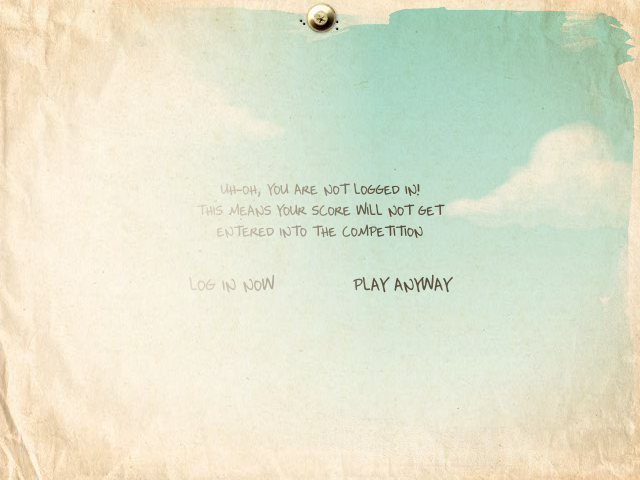 UH-OH, YOU ARE NOT LOGGED IN!
THIS MEANS YOUR SCORE WILL NOT GET
ENTERED INTO THE COMPETITION
LOG IN NOW
PLAY ANYWAY